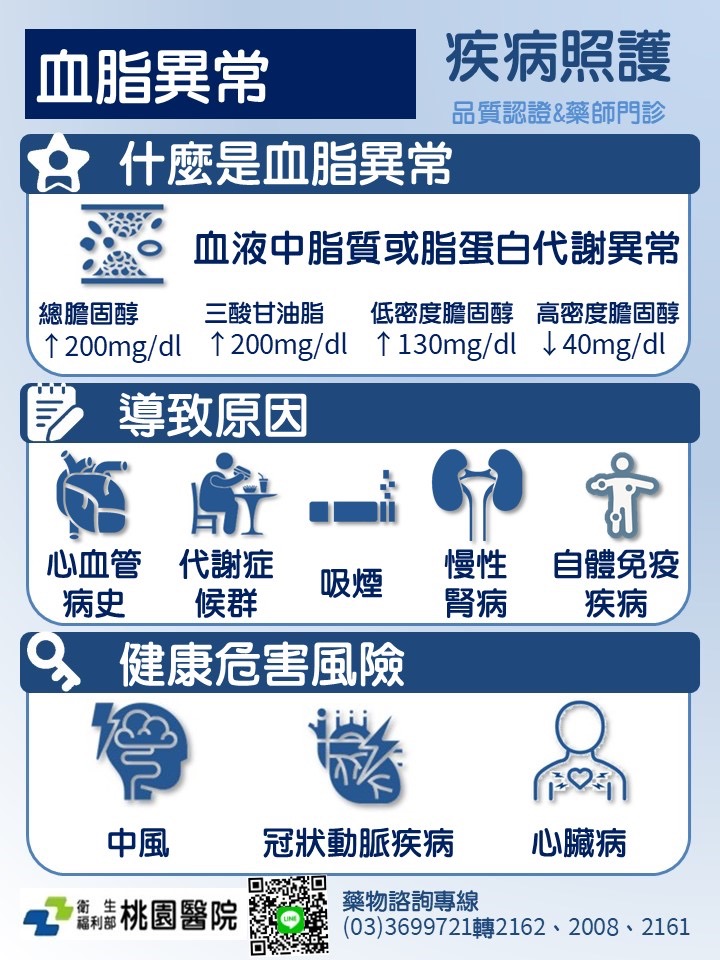 血脂異常
疾病照護
品質認證&藥師門診
什麼是血脂異常
血液中脂質或脂蛋白代謝異常
總膽固醇 三酸甘油脂 低密度膽固醇 高密度膽固醇
↑200mg/dl ↑200mg/dl ↑130mg/dl ↓40mg/dl
導致原因
心血管
病史
代謝症
候群
吸煙
慢性
腎病
自體免疫
疾病
健康危害風險
中風 冠狀動脈疾病 心臟病
衛生
福利部
桃園醫院
LINE
藥物諮詢專線
(03)3699721轉2162、2008、2161